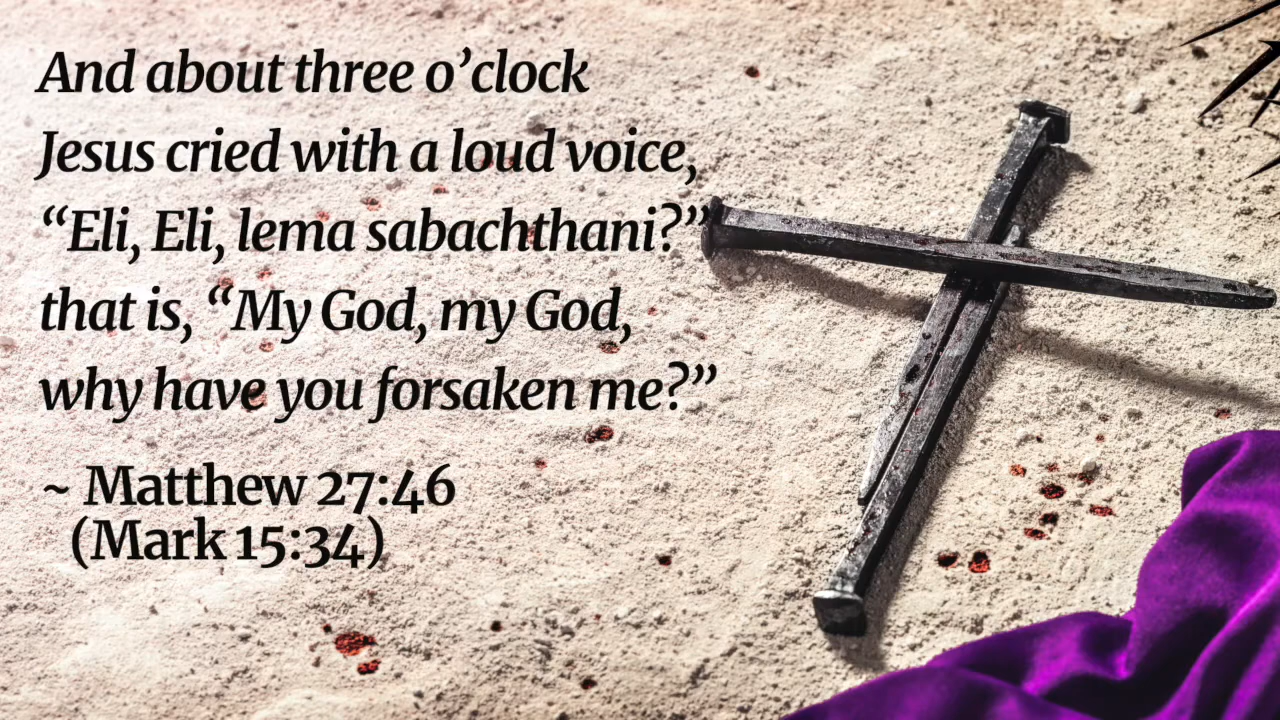 And about three o’clock
Jesus cried with a loud voice,
“Eli, Eli, lema sabachthani?”
that is, “My God, my God,
why have you forsaken me?”
~ Matthew 27:46
(Mark 15:34)